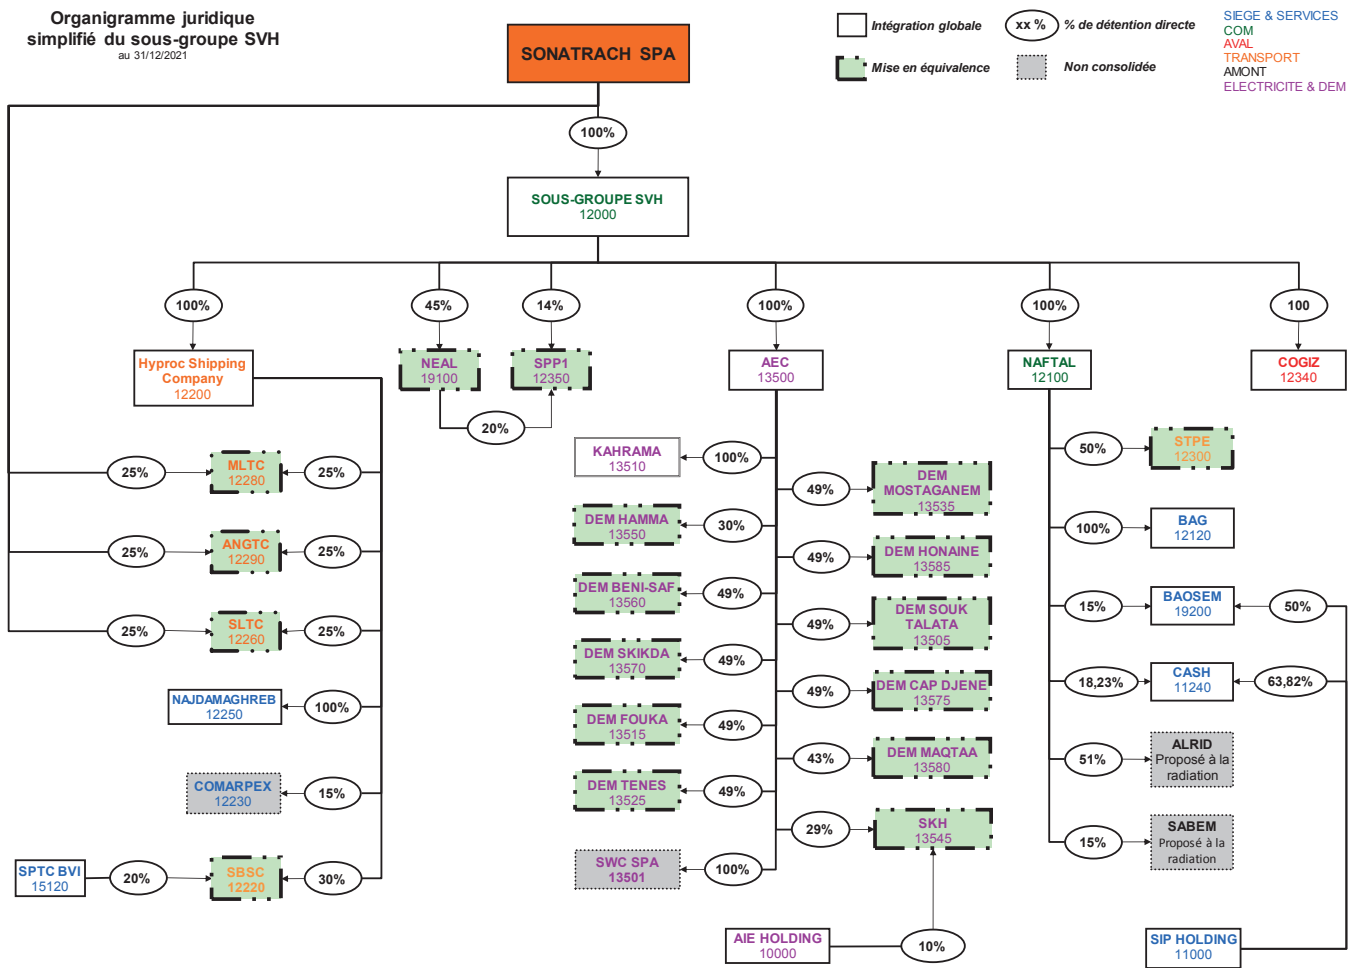 Organigramme juridique
simplifié du sous-groupe SVH
au 31/12/2021
SONATRACH SPA
Intégration globale
xx %
% de détention directe
Mise en équivalence
Non consolidée
SIEGE & SERVICES
COM
AVAL
TRANSPORT
AMONT
ELECTRICITE & DEM
100%
SOUS-GROUPE SVH
12000
100%
45%
14%
100%
100%
100
Hyproc Shipping
Company
12200
NEAL
19100
SPP1
12350
AEC
13500
NAFTAL
12100
COGIZ
12340
20%
25%
MLTC
12280
25%
25%
ANGTC
12290
25%
25%
SLTC
12260
25%
NAJDAMAGHREB
12250
100%
COMARPEX
12230
15%
SPTC BVI
15120
20%
SBSC
12220
30%
KAHRAMA
13510
100%
DEM HAMMA
13550
30%
DEM BENI-SAF
13560
49%
DEM SKIKDA
13570
49%
DEM FOUKA
13515
49%
DEM TENES
13525
49%
SWC SPA
13501
100%
49%
DEM
MOSTAGANEM
13535
49%
DEM HONAINE
13585
49%
DEM SOUK
TALATA
13505
49%
DEM CAP DJENE
13575
43%
DEM MAQTAA
13580
29%
SKH
13545
AIE HOLDING
10000
10%
50%
STPE
12300
100%
BAG
12120
15%
BAOSEM
19200
50%
18,23%
CASH
11240
63,82%
51%
ALRID
Proposé à la
radiation
15%
SABEM
Proposé à la
radiation
SIP HOLDING
11000